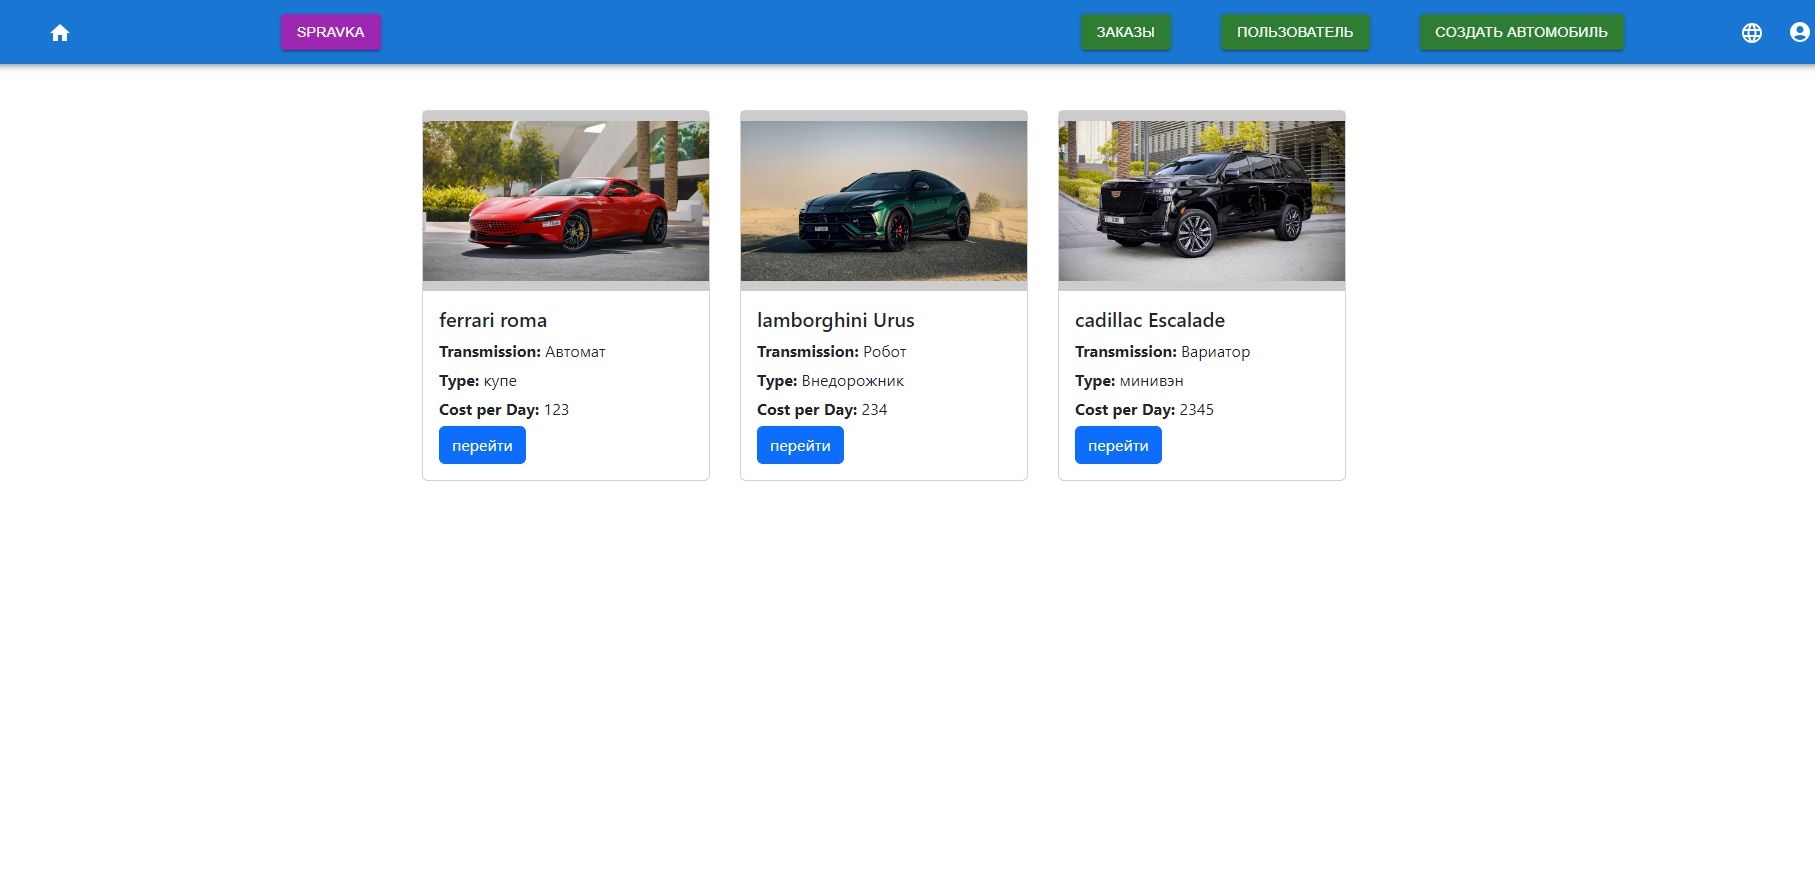 SPRAVKA
ЗАКАЗЫ
ПОЛЬЗОВАТЕЛЬ
СОЗДАТЬ АВТОМОБИЛЬ
ferrari roma
Transmission: Автомат
Type: купе
Cost per Day: 123
перейти
lamborghini Urus
Transmission: Робот
Type: Внедорожник
Cost per Day: 234
перейти
cadillac Escalade
Transmission: Вариатор
Type: минивэн
Cost per Day: 2345
перейти